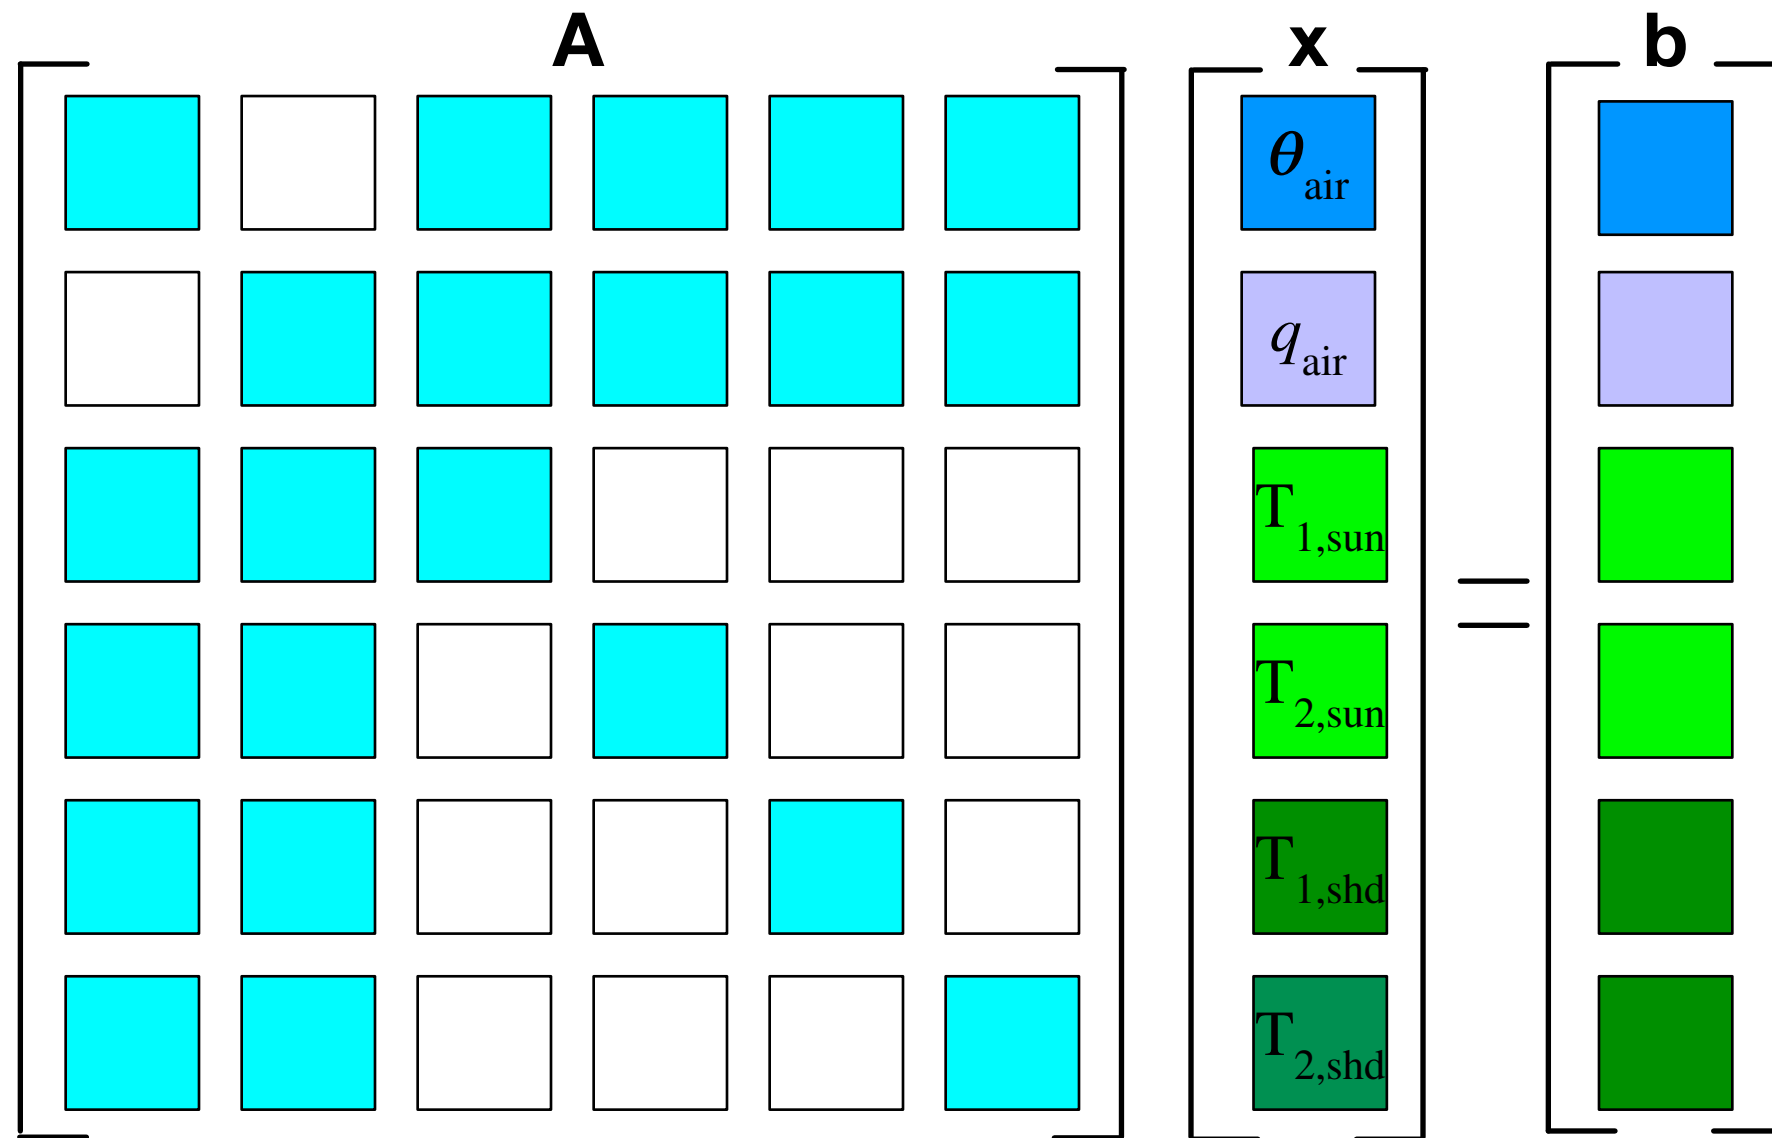 A x b
θair
qair
T1,sun
=
T2,sun
T1,shd
T2,shd